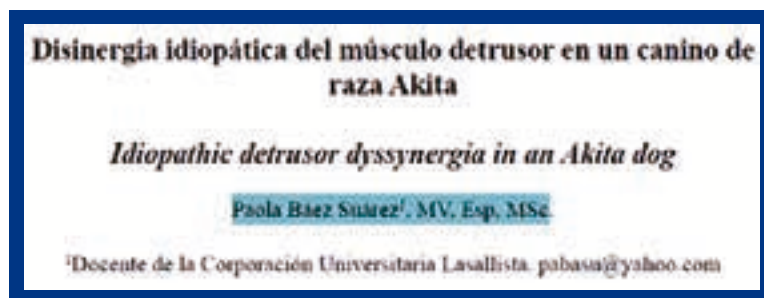 Disinergia idiopática del músculo detrusor en un canino de
raza Akita
Idiopathic detrusor dyssynergia in an Akita dog
Paola Báez Suárez¹, MV, Esp, MSc.
¹Docente de la Corporación Universitaria Lasallista. pabasu@yahoo.com